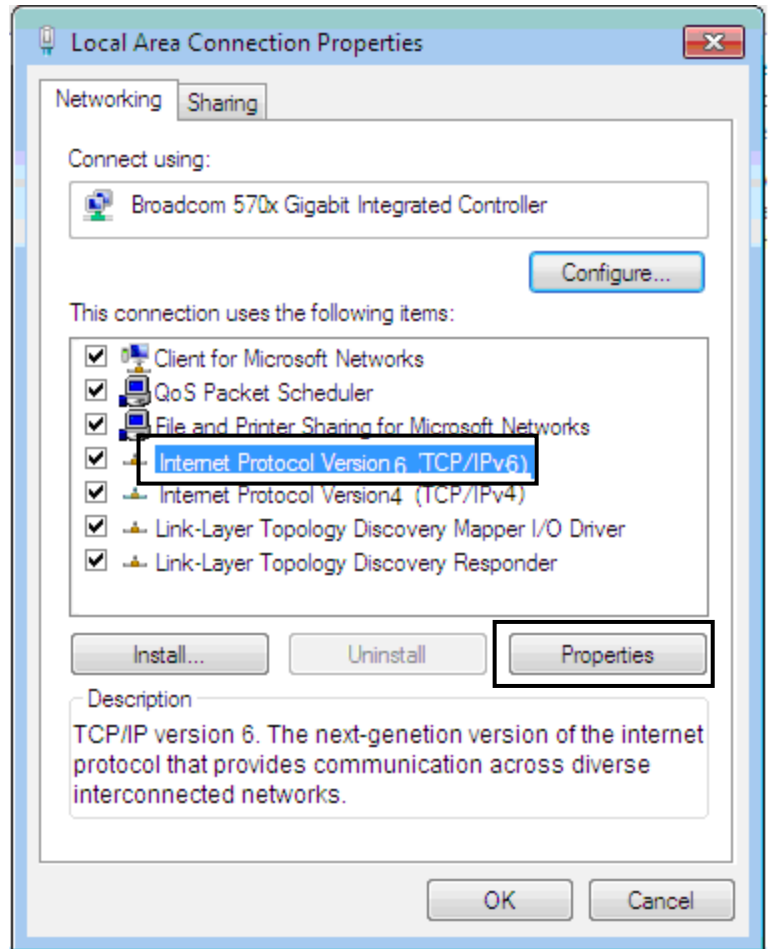 Local Area Connection Properties
Networking
Sharing
Connect using:
Broadcom 570x Gigabit Integrated Controller
Configure...
This connection uses the following items:
Client for Microsoft Networks
QoS Packet Scheduler
File and Printer Sharing for Microsoft Networks
Internet Protocol Version 6 'TCP/IPv6)
Internet Protocol Version4 (TCP/IPv4)
Link-Layer Topology Discovery Mapper I/O Driver
Link-Layer Topology Discovery Responder
Install...
Uninstall
Properties
Description
TCP/IP version 6. The next-genetion version of the internet
protocol that provides communication across diverse
interconnected networks.
OK
Cancel